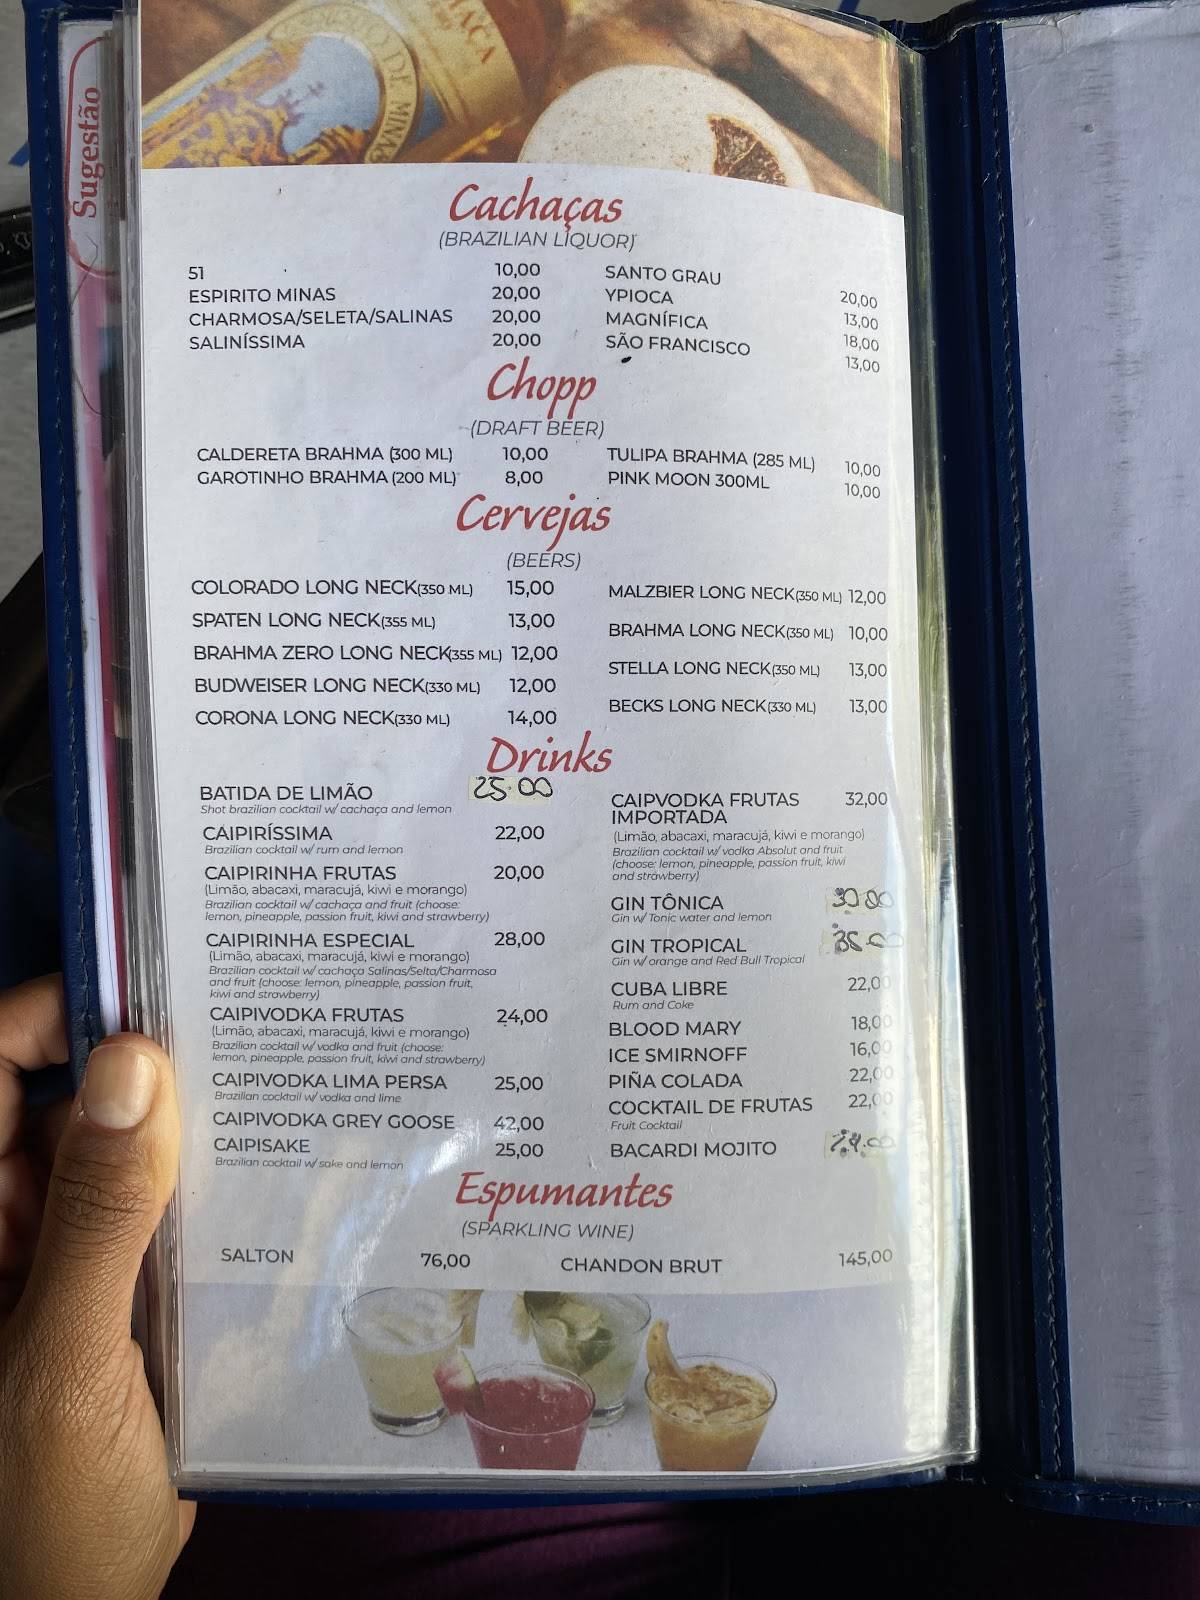 Sugestão
DE MINAS
Cachaças
(BRAZILIAN LIQUOR)
51 10,00
ESPIRITO MINAS 20,00
CHARMOSA/SELETA/SALINAS 20,00
SALINÍSSIMA 20,00
SANTO GRAU 20,00
YPIOCA 13,00
MAGNÍFICA 18,00
SÃO FRANCISCO 13,00
Chopp
(DRAFT BEER)
CALDERETA BRAHMA (300 ML) 10,00
GAROTINHO BRAHMA (200 ML) 8,00
TULIPA BRAHMA (285 ML) 10,00
PINK MOON 300ML 10,00
Cervejas
(BEERS)
COLORADO LONG NECK(350 ML) 15,00
SPATEN LONG NECK(355 ML) 13,00
BRAHMA ZERO LONG NECK(355 ML) 12,00
BUDWEISER LONG NECK(330 ML) 12,00
CORONA LONG NECK(330 ML) 14,00
MALZBIER LONG NECK(350 ML) 12,00
BRAHMA LONG NECK(350 ML) 10,00
STELLA LONG NECK(350 ML) 13,00
BECKS LONG NECK(330 ML) 13,00
Drinks
BATIDA DE LIMÃO 25.00
Shot brazilian cocktail w/ cachaça and lemon
CAIPIRÍSSIMA 22,00
Brazilian cocktail w/ rum and lemon
CAIPIRINHA FRUTAS 20,00
(Limão, abacaxi, maracujá, kiwi e morango)
Brazilian cocktail w/ cachaça and fruit (choose:
lemon, pineapple, passion fruit, kiwi and strawberry)
CAIPIRINHA ESPECIAL 28,00
(Limão, abacaxi, maracujá, kiwi e morango)
Brazilian cocktail w/ cachaça Salinas/Selta/Charmosa
and fruit (choose: lemon, pineapple, passion fruit,
kiwi and strawberry)
CAIPIVODKA FRUTAS 24,00
(Limão, abacaxi, maracujá, kiwi e morango)
Brazilian cocktail w/ vodka and fruit (choose:
lemon, pineapple, passion fruit, kiwi and strawberry)
CAIPIVODKA LIMA PERSA 25,00
Brazilian cocktail w/ vodka and lime
CAIPIVODKA GREY GOOSE 42,00
CAIPISAKE 25,00
Brazilian cocktail w/ sake and lemon
CAIPVODKA FRUTAS 32,00
IMPORTADA
(Limão, abacaxi, maracujá, kiwi e morango)
Brazilian cocktail w/ vodka Absolut and fruit
(choose: lemon, pineapple, passion fruit, kiwi
and strawberry)
GIN TÔNICA 30.00
Gin w/ Tonic water and lemon
GIN TROPICAL 35.00
Gin w/ orange and Red Bull Tropical
CUBA LIBRE 22,00
Rum and Coke
BLOOD MARY 18,00
ICE SMIRNOFF 16,00
PIÑA COLADA 22,00
COCKTAIL DE FRUTAS 22,00
Fruit Cocktail
BACARDI MOJITO
Espumantes
(SPARKLING WINE)
SALTON 76,00
CHANDON BRUT 145,00